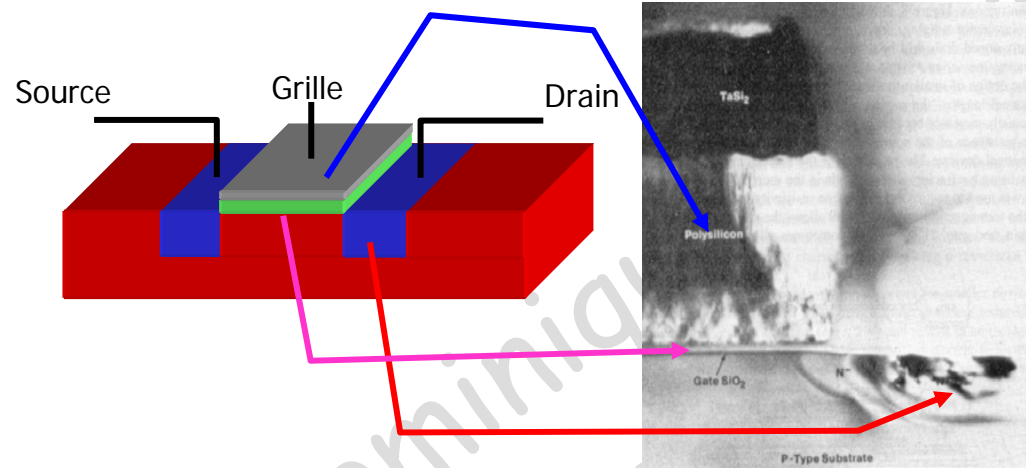 Source
Grille
Drain
TaSi₂
Polysilicon
Gate SiO₂
N⁻
P-Type Substrate